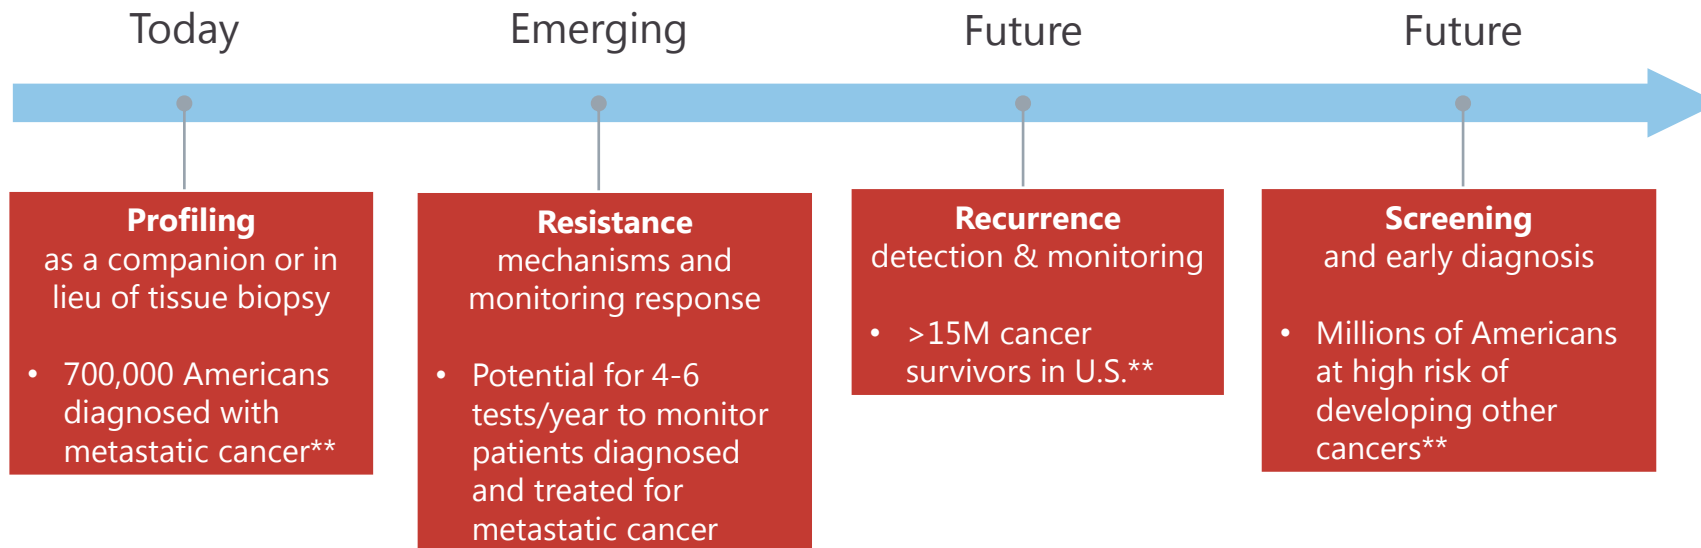 Today
Emerging
Future
Future
Profiling
as a companion or in
lieu of tissue biopsy
• 700,000 Americans
diagnosed with
metastatic cancer**
Resistance
mechanisms and
monitoring response
• Potential for 4-6
tests/year to monitor
patients diagnosed
and treated for
metastatic cancer
Recurrence
detection & monitoring
• >15M cancer
survivors in U.S.**
Screening
and early diagnosis
• Millions of Americans
at high risk of
developing other
cancers**